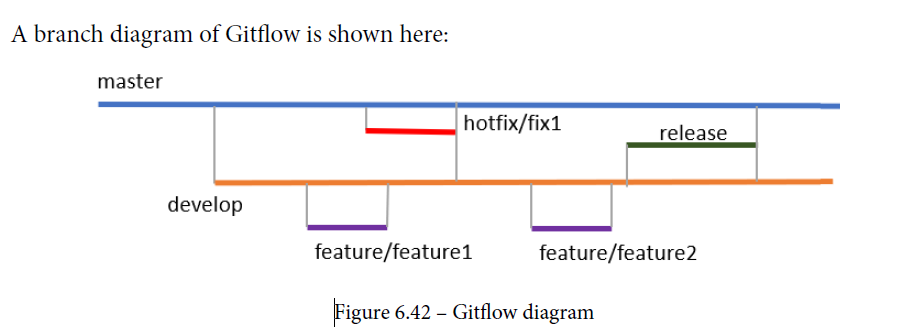 A branch diagram of Gitflow is shown here:
master
hotfix/fix1
release
develop
feature/feature1
feature/feature2
Figure 6.42 – Gitflow diagram